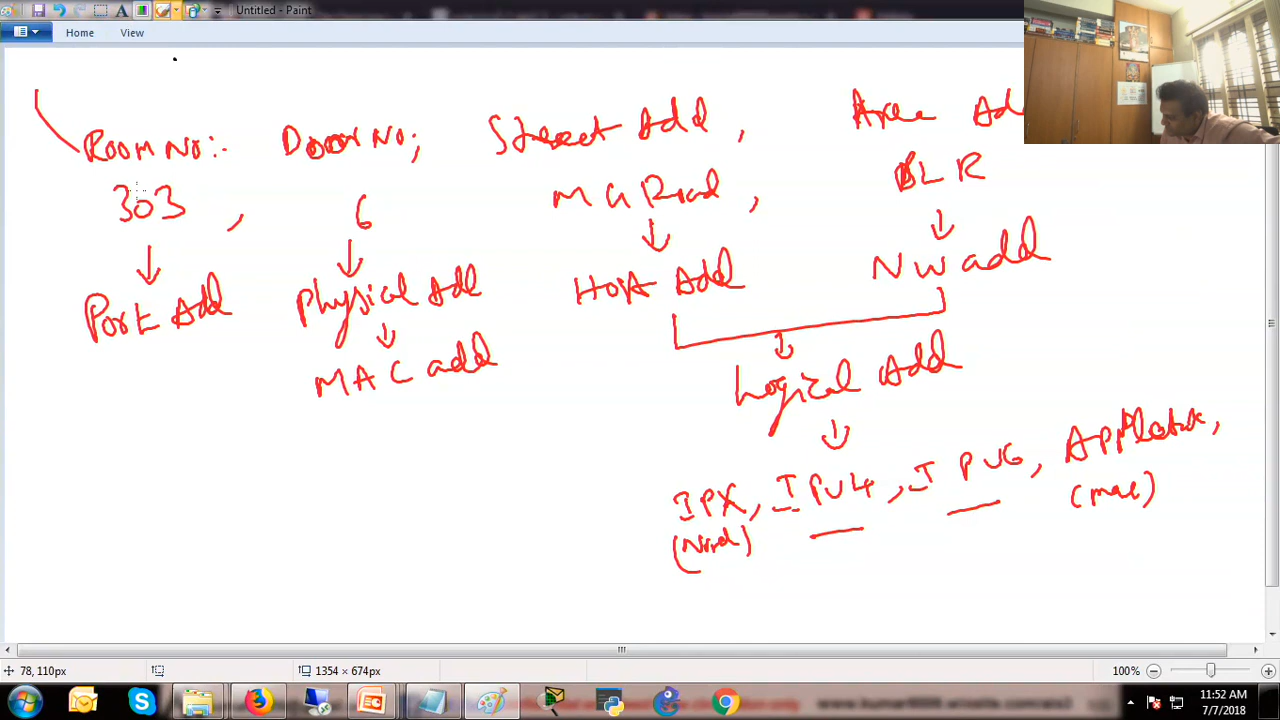 Untitled - Paint
Home View
Room No:- Door No; Street Add, Area Ad
303, 6 MG Road, BLR
Port Add Physical Add Host Add NW add
MAC add Logical Add
IPX, IPV4, IPV6, Appletalk,
(mac)
78, 110px 1354 × 674px 100%
11:52 AM
7/7/2018